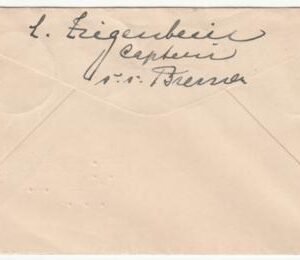 L. Ziegenbein
Captain
s.s. Bremen